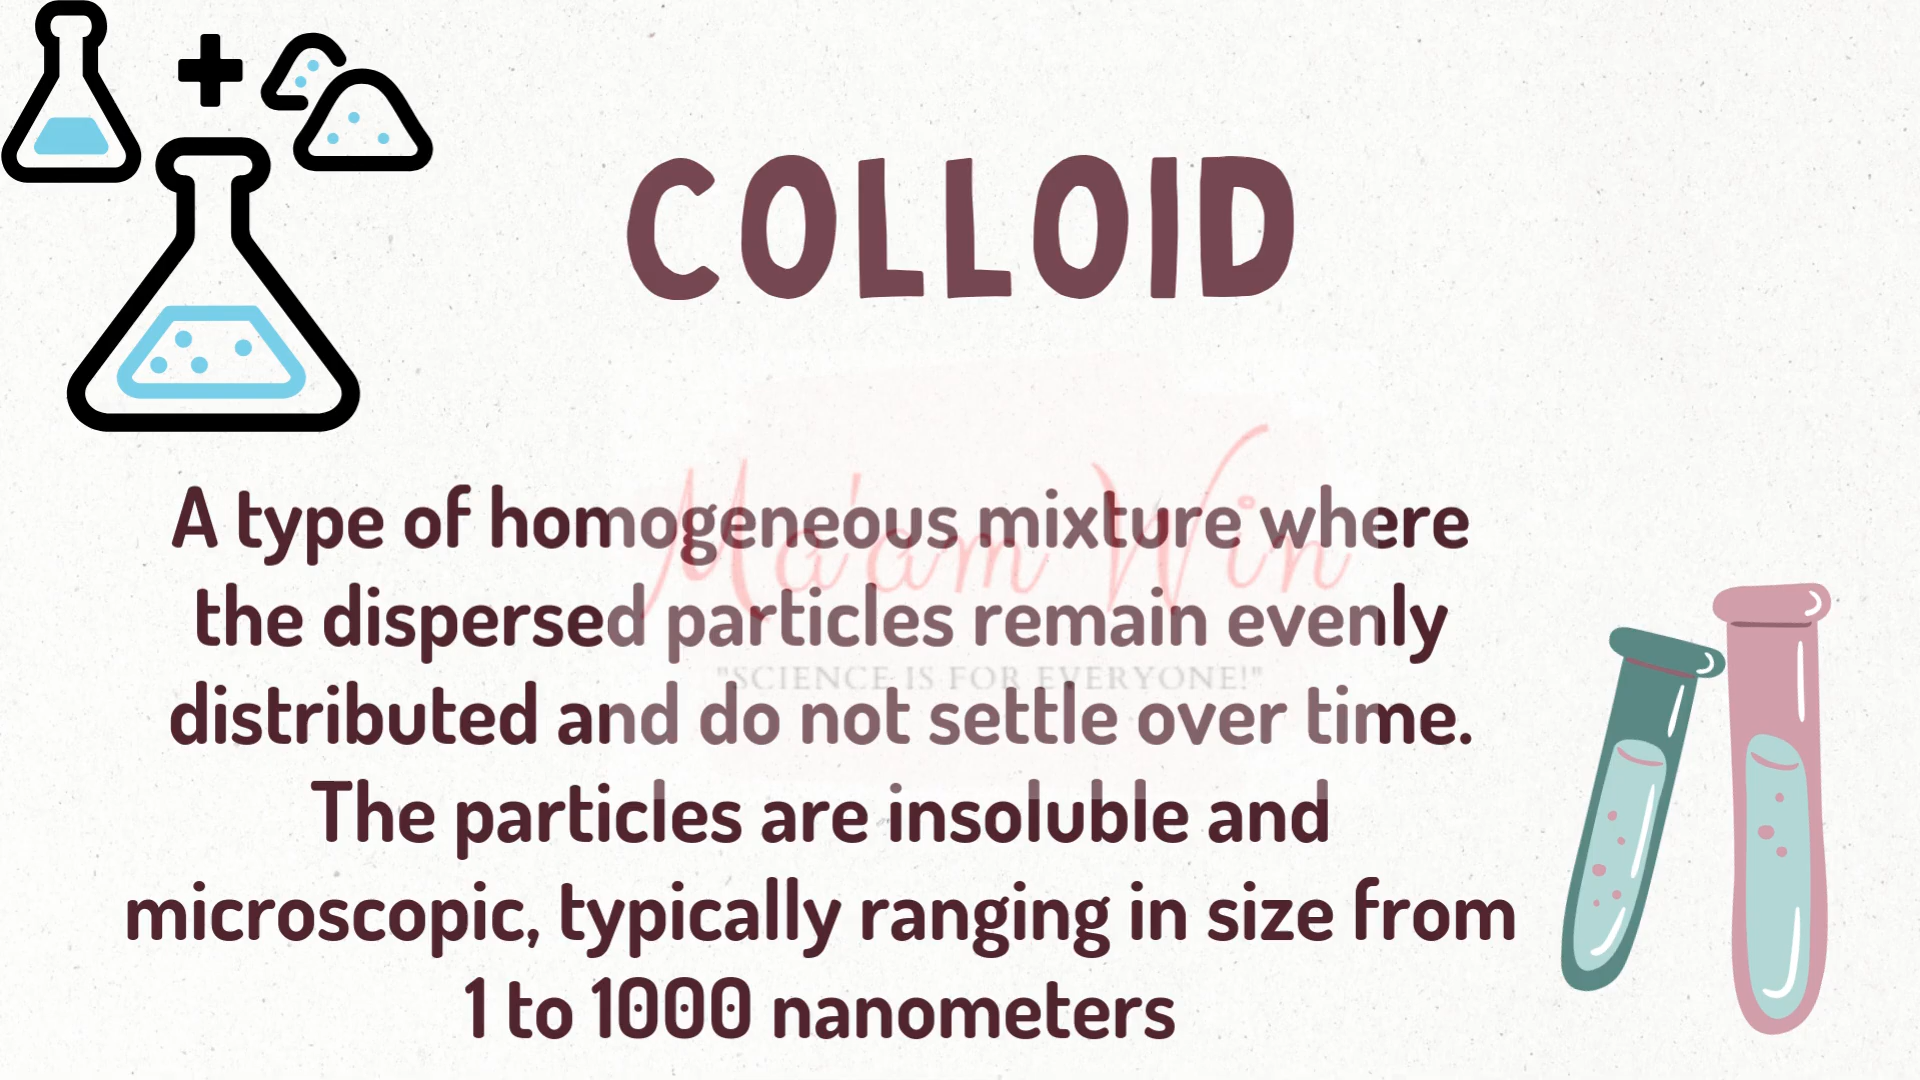 COLLOID
A type of homogeneous mixture where
the dispersed particles remain evenly
distributed and do not settle over time.
The particles are insoluble and
microscopic, typically ranging in size from
1 to 1000 nanometers
Ma'am Win
"SCIENCE IS FOR EVERYONE!"